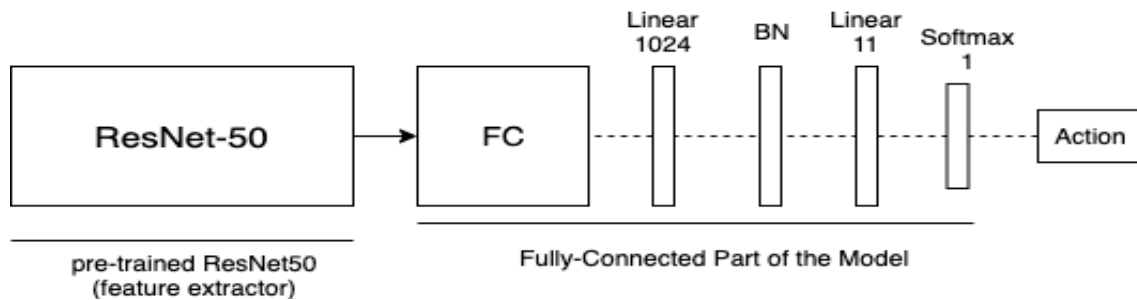 ResNet-50
FC
Linear
1024
BN
Linear
11
Softmax
1
Action
pre-trained ResNet50
(feature extractor)
Fully-Connected Part of the Model